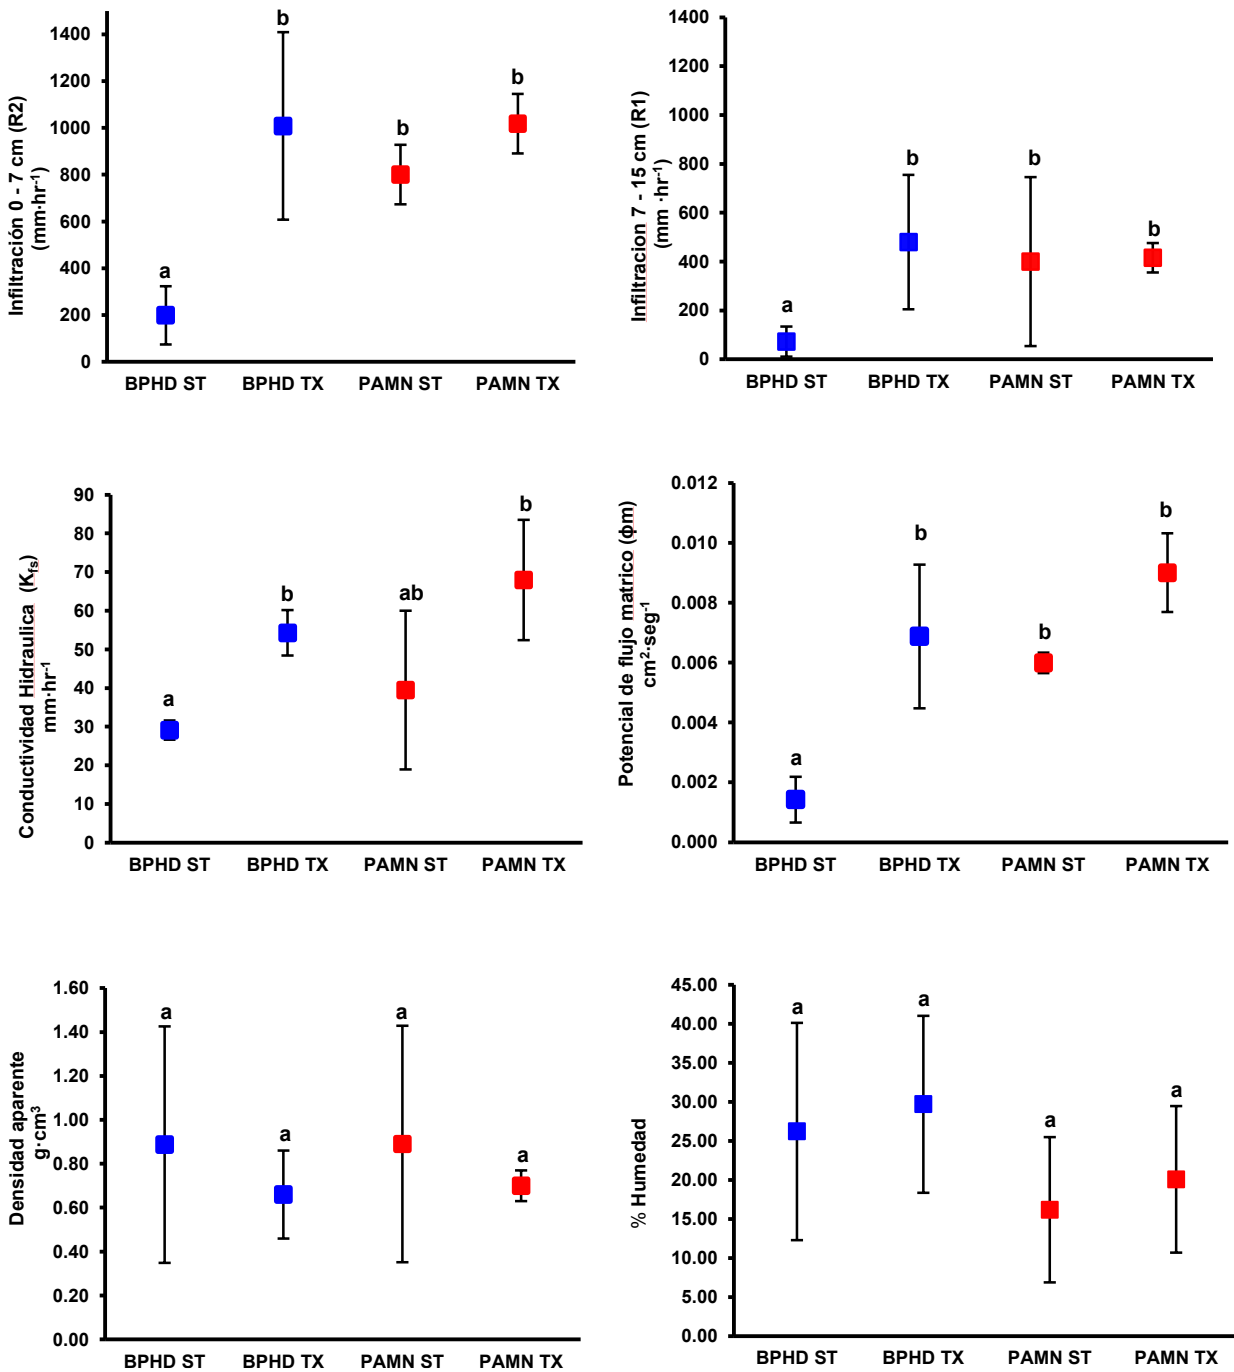 Infiltración 0 - 7 cm (R2)
(mm·hr-1)
1400
1200
1000
800
600
400
200
0
a
b
b
b
BPHD ST
BPHD TX
PAMN ST
PAMN TX
Infiltracion 7 - 15 cm (R1)
(mm ·hr-1)
1400
1200
1000
800
600
400
200
0
a
b
b
b
BPHD ST
BPHD TX
PAMN ST
PAMN TX
Conductividad Hidraulica (Kfs)
mm·hr-1
90
80
70
60
50
40
30
20
10
0
a
b
ab
b
BPHD ST
BPHD TX
PAMN ST
PAMN TX
Potencial de flujo matrico (φm)
cm2·seg-1
0.012
0.010
0.008
0.006
0.004
0.002
0.000
a
b
b
b
BPHD ST
BPHD TX
PAMN ST
PAMN TX
Densidad aparente
g·cm3
1.60
1.40
1.20
1.00
0.80
0.60
0.40
0.20
0.00
a
a
a
a
BPHD ST
BPHD TX
PAMN ST
PAMN TX
% Humedad
45.00
40.00
35.00
30.00
25.00
20.00
15.00
10.00
5.00
0.00
a
a
a
a
BPHD ST
BPHD TX
PAMN ST
PAMN TX